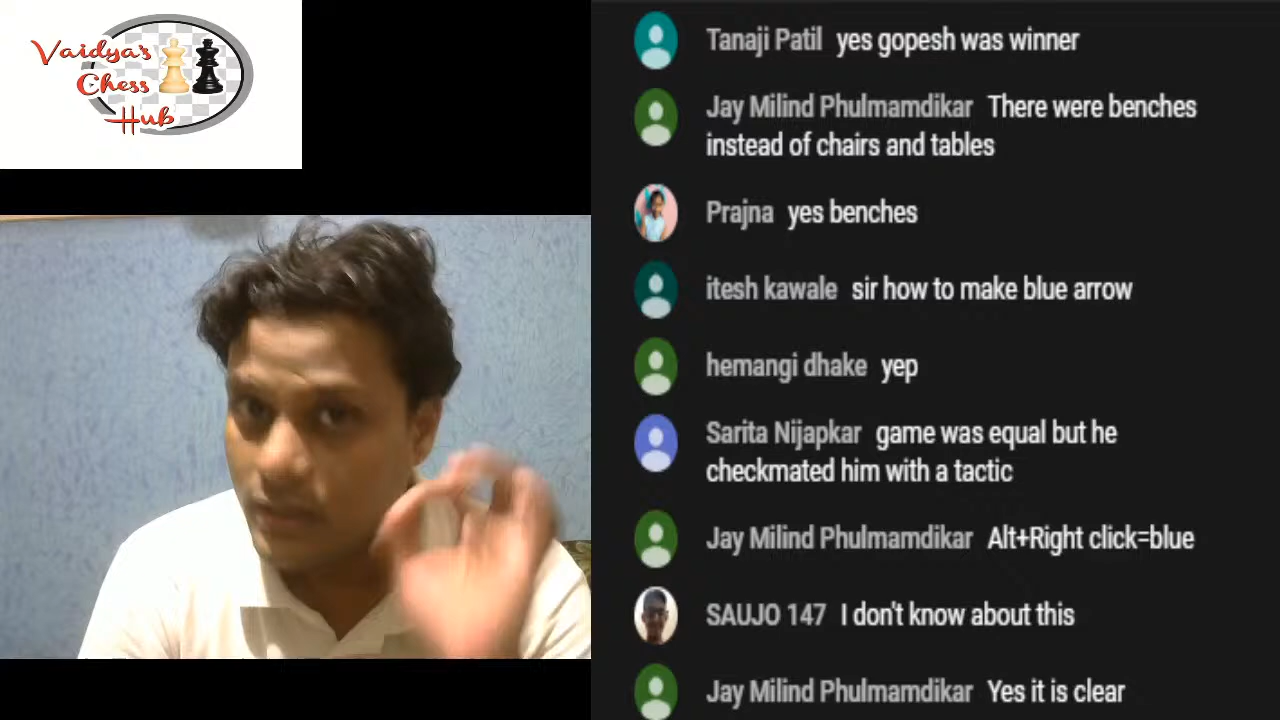 Vaidya's
Chess
Hub
Tanaji Patil yes gopesh was winner
Jay Milind Phulmamdikar There were benches
instead of chairs and tables
Prajna yes benches
itesh kawale sir how to make blue arrow
hemangi dhake yep
Sarita Nijapkar game was equal but he
checkmated him with a tactic
Jay Milind Phulmamdikar Alt+Right click=blue
SAUJO 147 I don't know about this
Jay Milind Phulmamdikar Yes it is clear